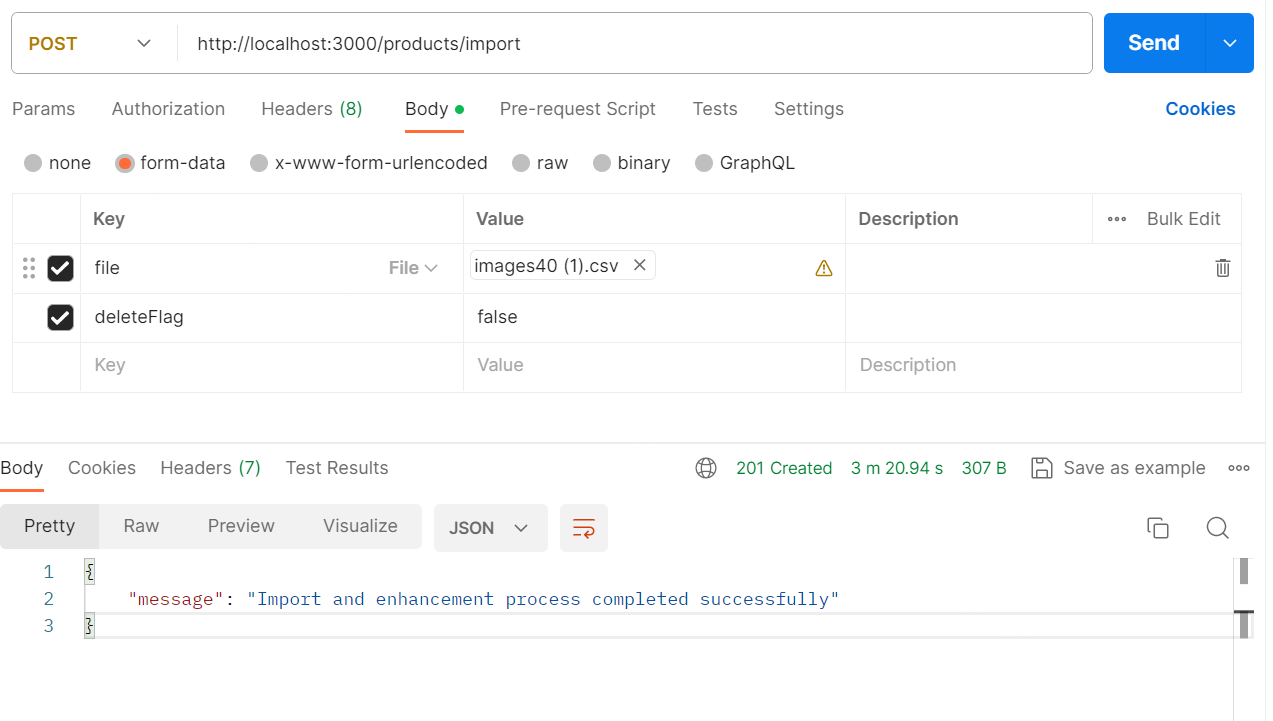 POST http://localhost:3000/products/import Send
Params Authorization Headers (8) Body Pre-request Script Tests Settings Cookies
none form-data x-www-form-urlencoded raw binary GraphQL
Key Value Description Bulk Edit
file File images40 (1).csv
deleteFlag false
Key Value Description
Body Cookies Headers (7) Test Results 201 Created 3 m 20.94 s 307 B Save as example
Pretty Raw Preview Visualize JSON
1 {
2 "message": "Import and enhancement process completed successfully"
3 }